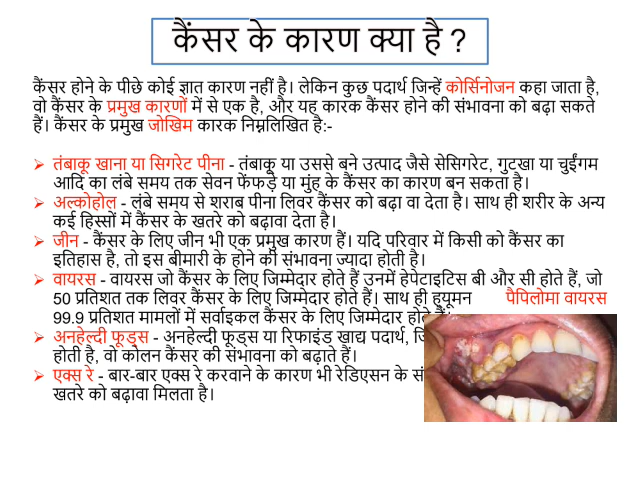 कैंसर के कारण क्या है ?
कैंसर होने के पीछे कोई ज्ञात कारण नहीं है। लेकिन कुछ पदार्थ जिन्हें कोर्सिनोजन कहा जाता है,
वो कैंसर के प्रमुख कारणों में से एक है, और यह कारक कैंसर होने की संभावना को बढ़ा सकते
हैं। कैंसर के प्रमुख जोखिम कारक निम्नलिखित है:-
➢ तंबाकू खाना या सिगरेट पीना - तंबाकू या उससे बने उत्पाद जैसे सेसिगरेट, गुटखा या चुईंगम
आदि का लंबे समय तक सेवन फेंफड़े या मुंह के कैंसर का कारण बन सकता है।
➢ अल्कोहोल - लंबे समय से शराब पीना लिवर कैंसर को बढ़ा वा देता है। साथ ही शरीर के अन्य
कई हिस्सों में कैंसर के खतरे को बढ़ावा देता है।
➢ जीन - कैंसर के लिए जीन भी एक प्रमुख कारण हैं। यदि परिवार में किसी को कैंसर का
इतिहास है, तो इस बीमारी के होने की संभावना ज्यादा होती है।
➢ वायरस - वायरस जो कैंसर के लिए जिम्मेदार होते हैं उनमें हेपेटाइटिस बी और सी होते हैं, जो
50 प्रतिशत तक लिवर कैंसर के लिए जिम्मेदार होते हैं। साथ ही ह्यूमन पैपिलोमा वायरस
99.9 प्रतिशत मामलों में सर्वाइकल कैंसर के लिए जिम्मेदार होते
➢ अनहेल्दी फूड्स - अनहेल्दी फूड्स या रिफाइंड खाद्य पदार्थ,
होती है, वो कोलन कैंसर की संभावना को बढ़ाते हैं।
➢ एक्स रे - बार-बार एक्स रे करवाने के कारण भी रेडिएसन के
खतरे को बढ़ावा मिलता है।